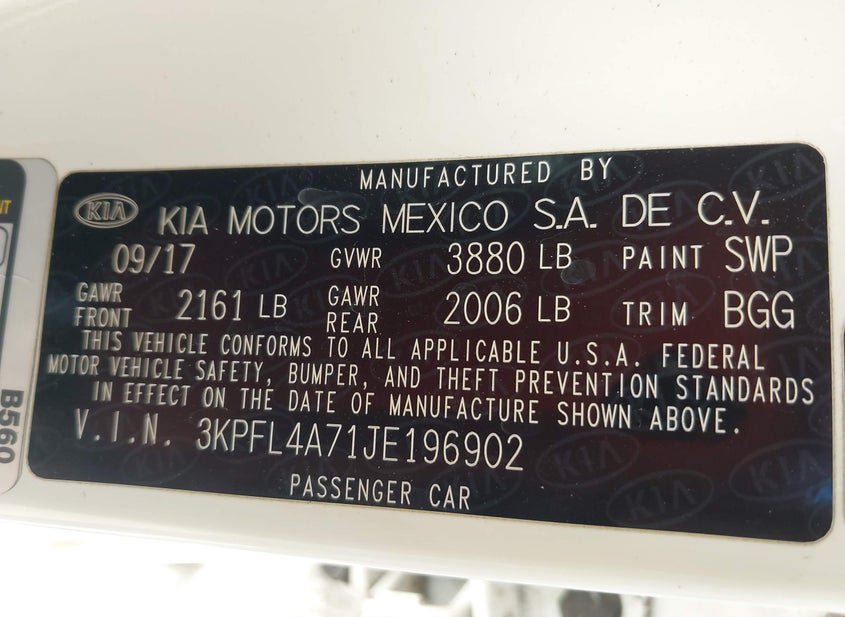 MANUFACTURED BY
KIA KIA MOTORS MEXICO S.A. DE C.V.
09/17 GVWR 3880 LB PAINT SWP
GAWR FRONT 2161 LB GAWR REAR 2006 LB TRIM BGG
THIS VEHICLE CONFORMS TO ALL APPLICABLE U.S.A. FEDERAL
MOTOR VEHICLE SAFETY, BUMPER, AND THEFT PREVENTION STANDARDS
IN EFFECT ON THE DATE OF MANUFACTURE SHOWN ABOVE.
V.I.N. 3KPFL4A71JE196902
PASSENGER CAR
B560